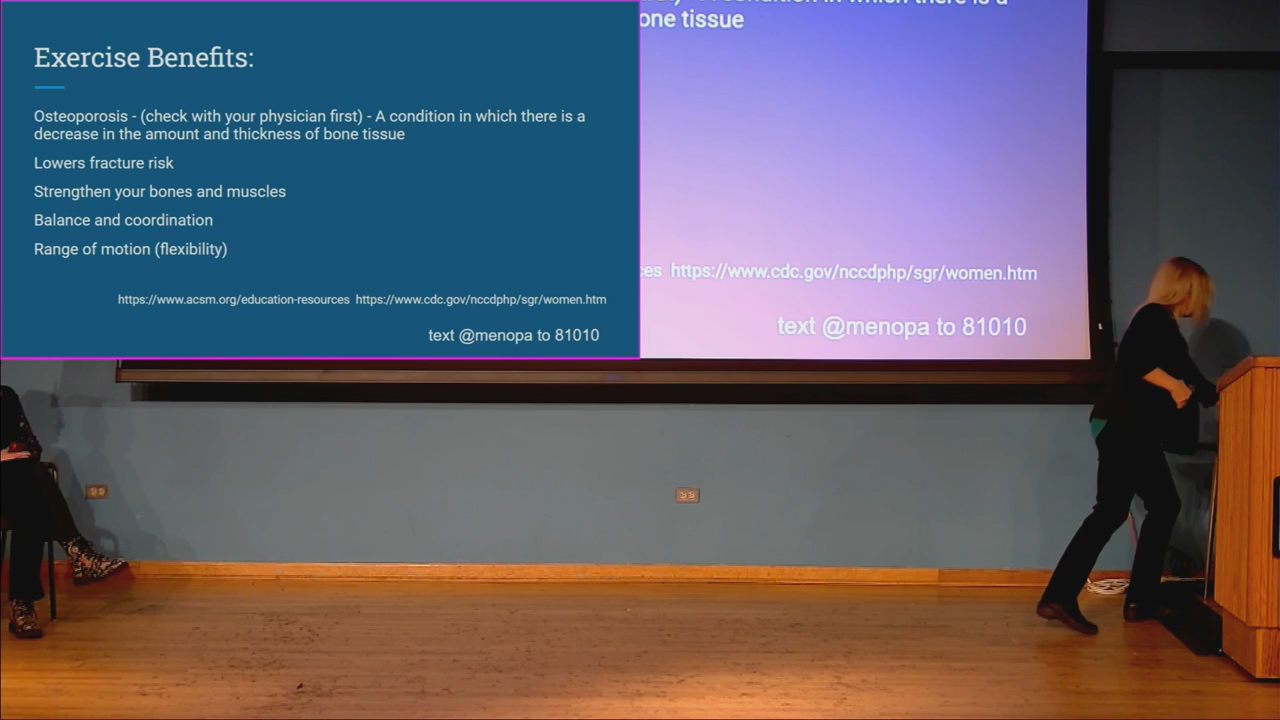 Exercise Benefits:
Osteoporosis - (check with your physician first) - A condition in which there is a
decrease in the amount and thickness of bone tissue
Lowers fracture risk
Strengthen your bones and muscles
Balance and coordination
Range of motion (flexibility)
https://www.acsm.org/education-resources https://www.cdc.gov/nccdphp/sgr/women.htm
text @menopa to 81010
one tissue
https://www.cdc.gov/nccdphp/sgr/women.htm
text @menopa to 81010